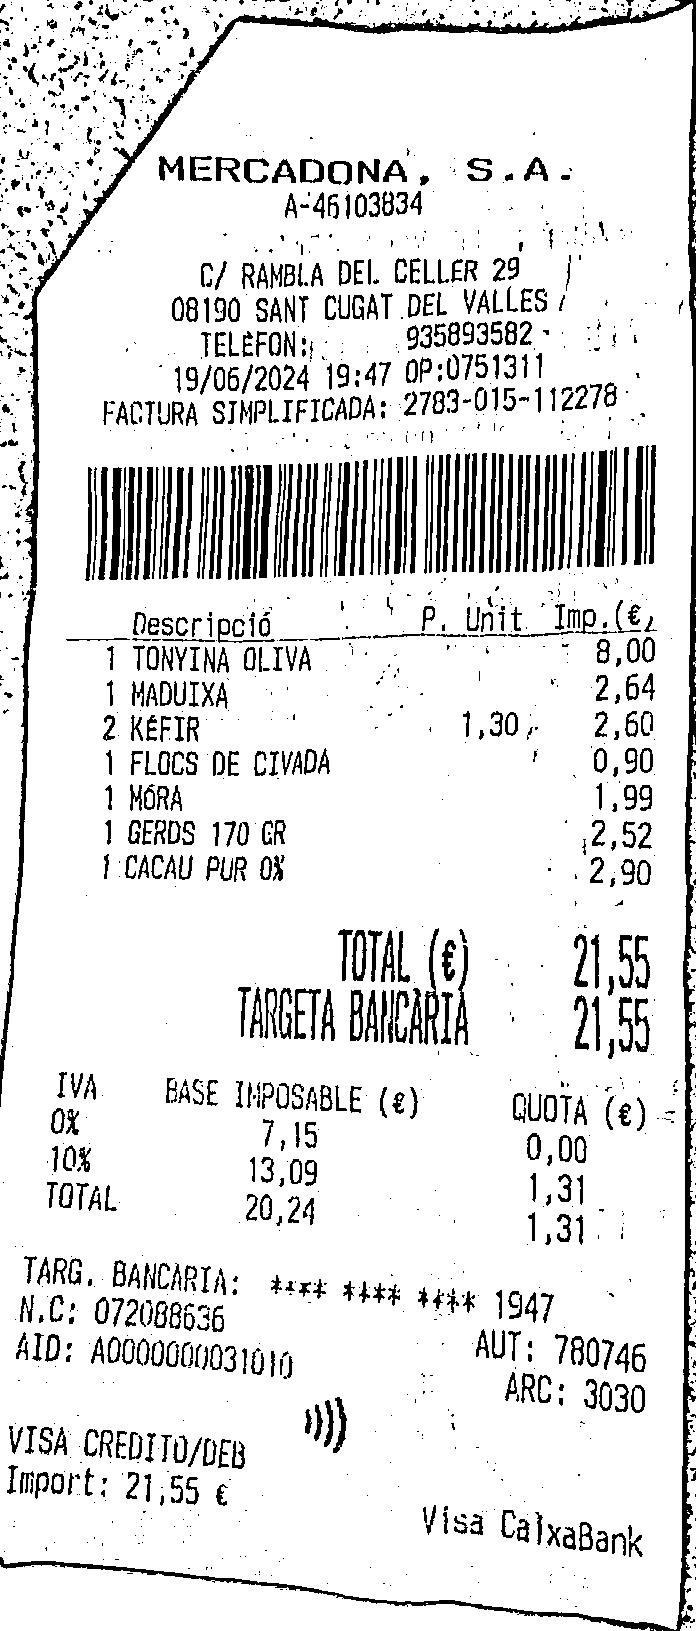 MERCADONA, S.A.
A-46103834
C/ RAMBLA DEL CELLER 29
08190 SANT CUGAT DEL VALLES
TELÈFON: 935893582
19/06/2024 19:47 OP:0751311
FACTURA SIMPLIFICADA: 2783-015-112278
Descripció P. Unit Imp.(€)
1 TONYINA OLIVA 8,00
1 MADUIXA 2,64
2 KÉFIR 1,30 2,60
1 FLOCS DE CIVADA 0,90
1 MÓRA 1,99
1 GERDS 170 GR 2,52
1 CACAU PUR 0% 2,90
TOTAL (€) 21,55
TARGETA BANCÀRIA 21,55
IVA BASE IMPOSABLE (€) QUOTA (€)
0% 7,15 0,00
10% 13,09 1,31
TOTAL 20,24 1,31
TARG. BANCARIA: **** **** **** 1947
N.C: 072088636 AUT: 780746
AID: A0000000031010 ARC: 3030
VISA CREDITO/DEB
Import: 21,55 €
Visa CaixaBank